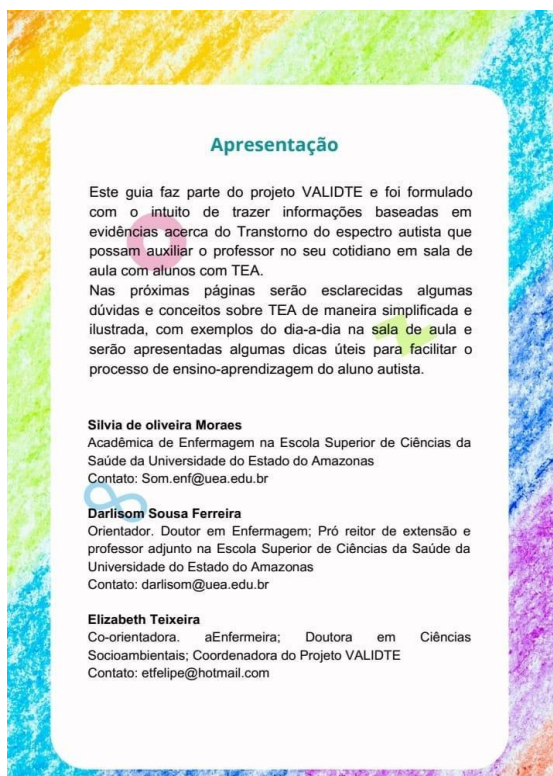 Apresentação
Este guia faz parte do projeto VALIDTE e foi formulado
com o intuito de trazer informações baseadas em
evidências acerca do Transtorno do espectro autista que
possam auxiliar o professor no seu cotidiano em sala de
aula com alunos com TEA.
Nas próximas páginas serão esclarecidas algumas
dúvidas e conceitos sobre TEA de maneira simplificada e
ilustrada, com exemplos do dia-a-dia na sala de aula e
serão apresentadas algumas dicas úteis para facilitar o
processo de ensino-aprendizagem do aluno autista.
Silvia de oliveira Moraes
Acadêmica de Enfermagem na Escola Superior de Ciências da
Saúde da Universidade do Estado do Amazonas
Contato: Som.enf@uea.edu.br
Darlisom Sousa Ferreira
Orientador. Doutor em Enfermagem; Pró reitor de extensão e
professor adjunto na Escola Superior de Ciências da Saúde da
Universidade do Estado do Amazonas
Contato: darlisom@uea.edu.br
Elizabeth Teixeira
Co-orientadora. aEnfermeira; Doutora em Ciências
Socioambientais; Coordenadora do Projeto VALIDTE
Contato: etfelipe@hotmail.com